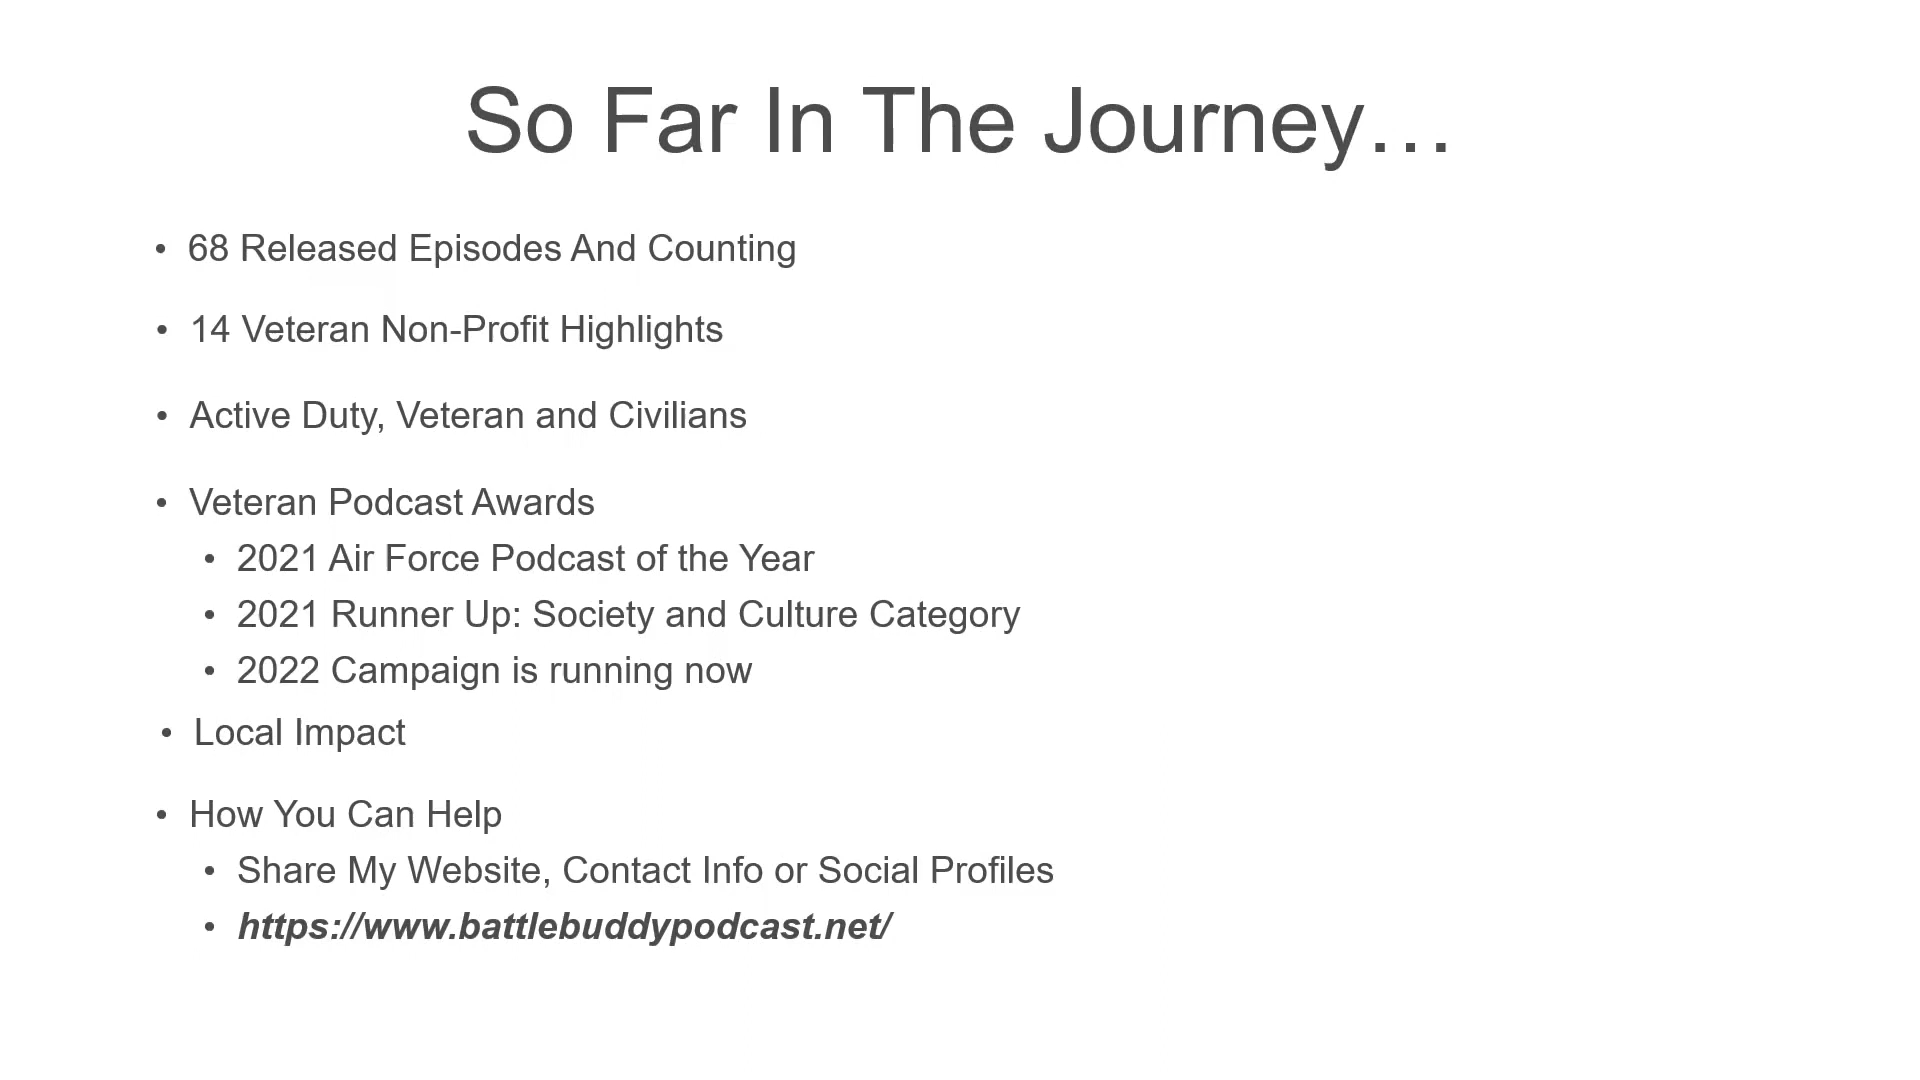 So Far In The Journey…
• 68 Released Episodes And Counting
• 14 Veteran Non-Profit Highlights
• Active Duty, Veteran and Civilians
• Veteran Podcast Awards
• 2021 Air Force Podcast of the Year
• 2021 Runner Up: Society and Culture Category
• 2022 Campaign is running now
• Local Impact
• How You Can Help
• Share My Website, Contact Info or Social Profiles
• https://www.battlebuddypodcast.net/